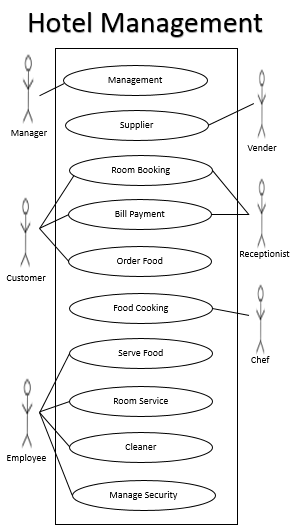 Hotel Management
Management
Manager
Supplier
Vender
Room Booking
Bill Payment
Receptionist
Customer
Order Food
Food Cooking
Chef
Serve Food
Room Service
Cleaner
Employee
Manage Security